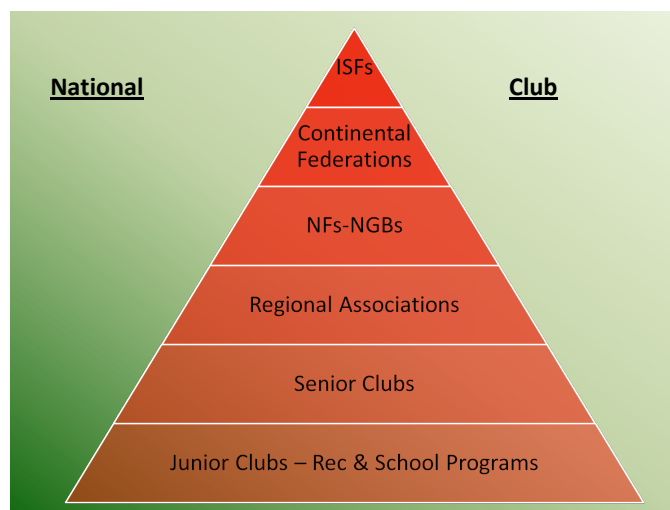 ISFs
National
Club
Continental
Federations
NFs-NGBs
Regional Associations
Senior Clubs
Junior Clubs – Rec & School Programs